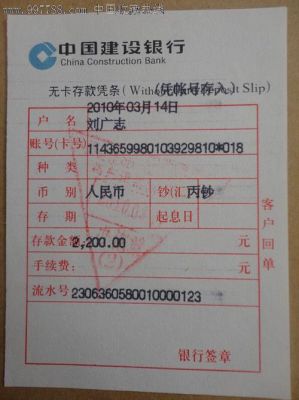 www.997788.com 中国收藏热线
中国建设银行
China Construction Bank
无卡存款凭条(Without Slip)
(凭帐号存入)
2010年03月14日
户名 刘广志
账号(卡号) 1143659980103929810*018
种类
币别 人民币 钞(汇) 丙钞
存期 起息日
存款金额: 2,200.00 元
手续费: 元
流水号 2306360580010000123
银行签章
客户回单
(2)